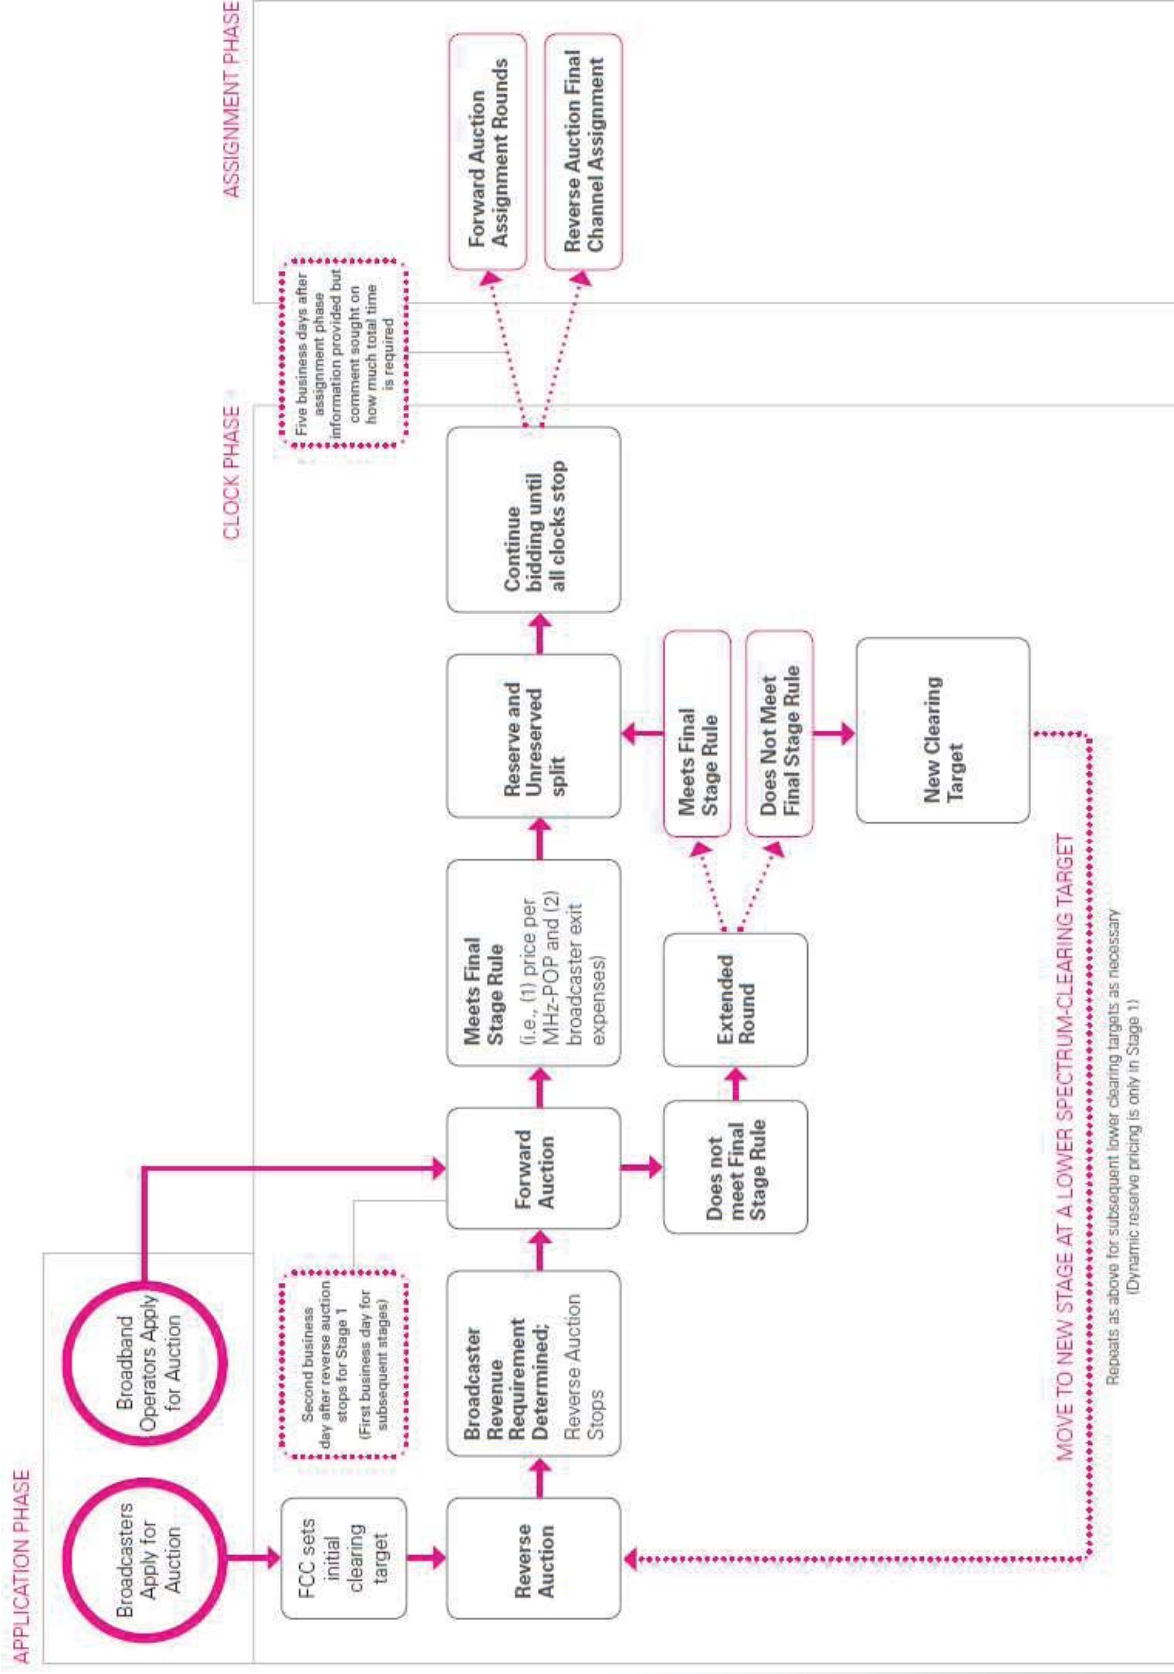 APPLICATION PHASE
Broadcasters
Apply for
Auction
Broadband
Operators Apply
for Auction
CLOCK PHASE
ASSIGNMENT PHASE
FCC sets
initial
clearing
target
Second business
day after reverse auction
stops for Stage 1
(First business day for
subsequent stages)
Five business days after
assignment phase
information provided but
comment sought on
how much total time
is required
Reverse
Auction
Broadcaster
Revenue
Requirement
Determined;
Reverse Auction
Stops
Forward
Auction
Meets Final
Stage Rule
(i.e., (1) price per
MHz-POP and (2)
broadcaster exit
expenses)
Reserve and
Unreserved
split
Continue
bidding until
all clocks stop
Forward Auction
Assignment Rounds
Reverse Auction Final
Channel Assignment
Does not
meet Final
Stage Rule
Extended
Round
Meets Final
Stage Rule
Does Not Meet
Final Stage Rule
New Clearing
Target
MOVE TO NEW STAGE AT A LOWER SPECTRUM-CLEARING TARGET
Repeats as above for subsequent lower clearing targets as necessary
(Dynamic reserve pricing is only in Stage 1)